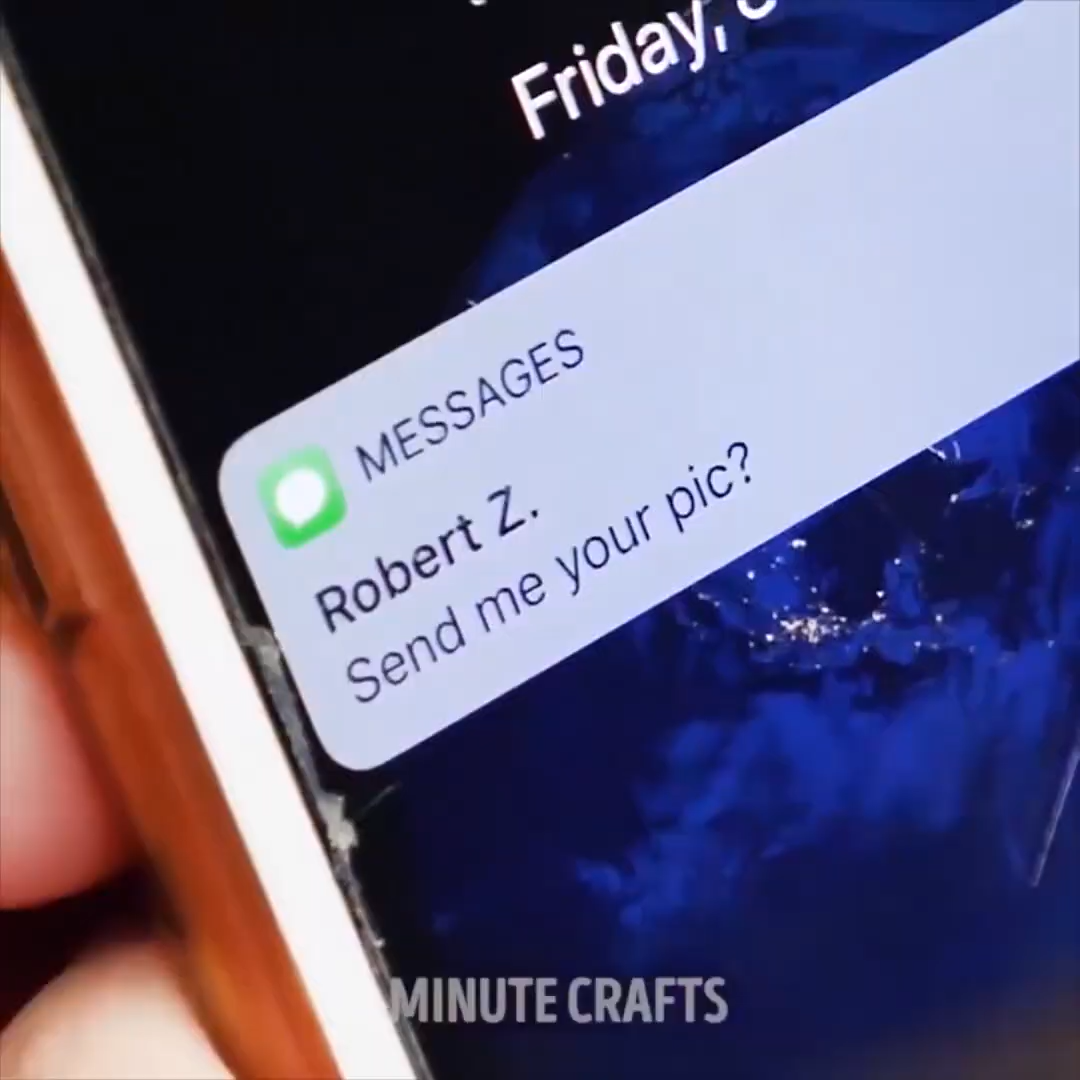 Friday,
MESSAGES
Robert Z.
Send me your pic?
MINUTE CRAFTS